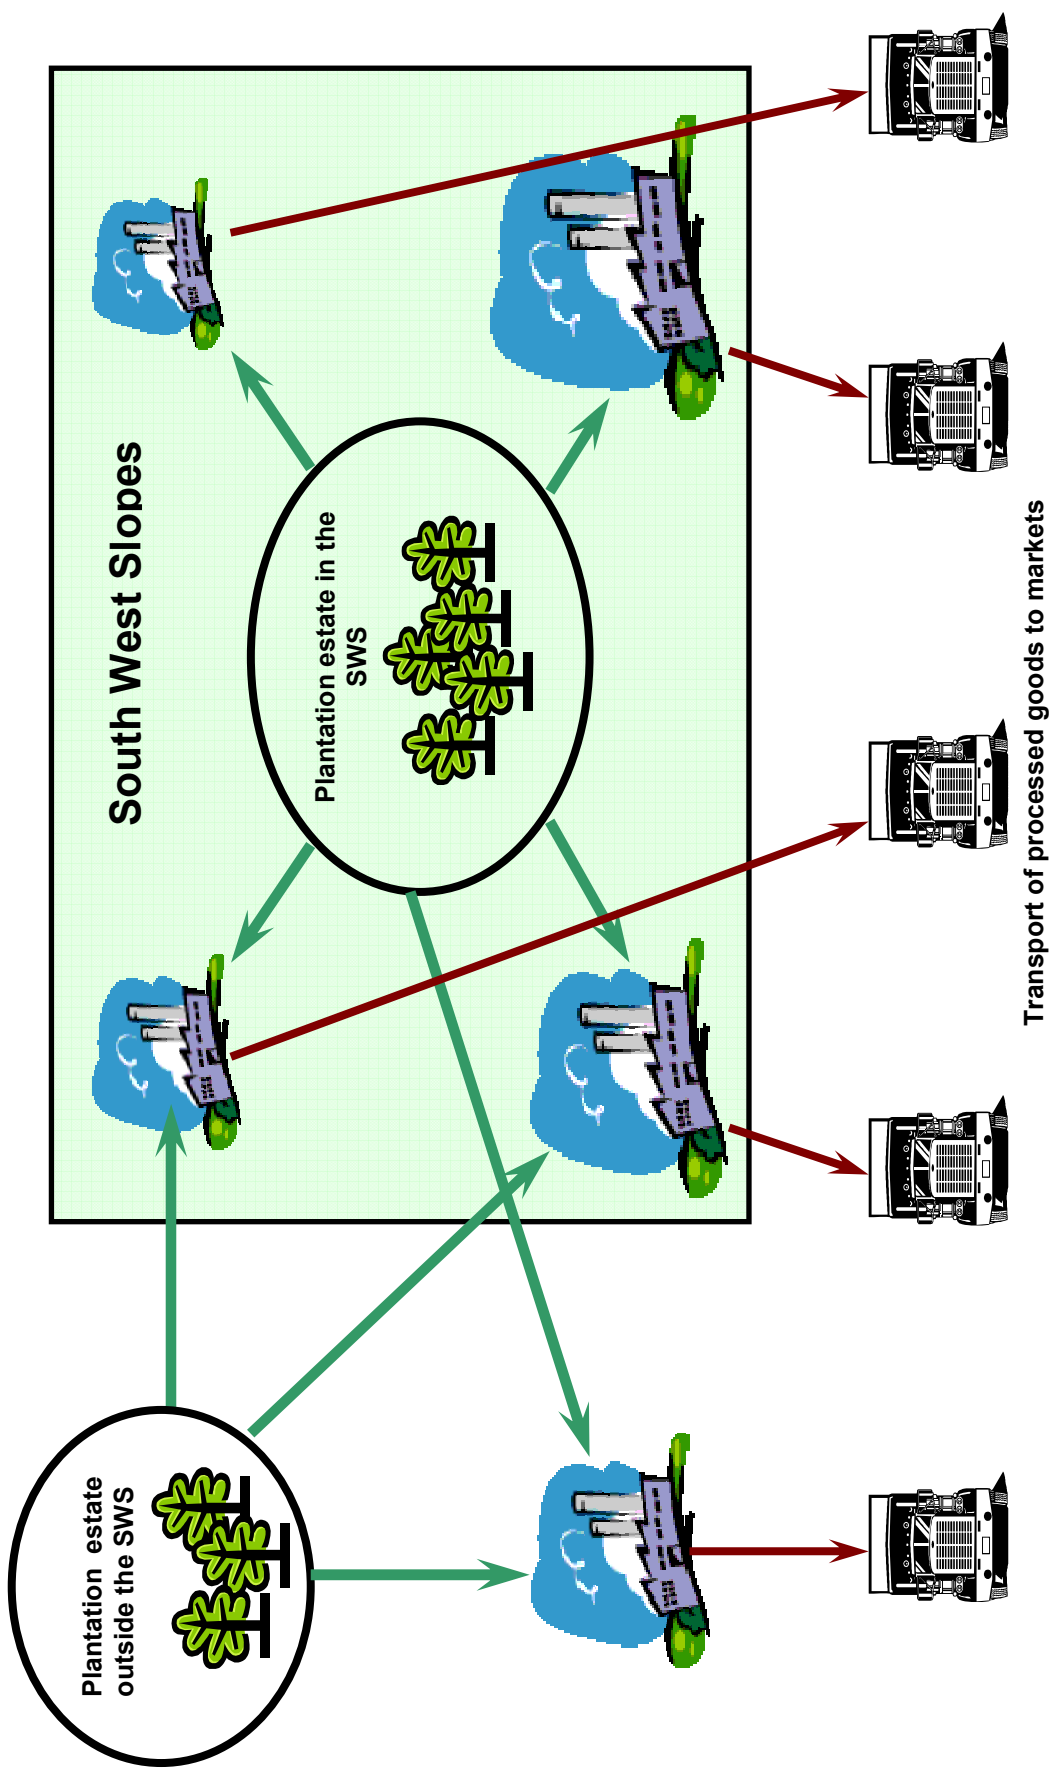 South West Slopes
Plantation estate in the
SWS
Plantation estate
outside the SWS
Transport of processed goods to markets